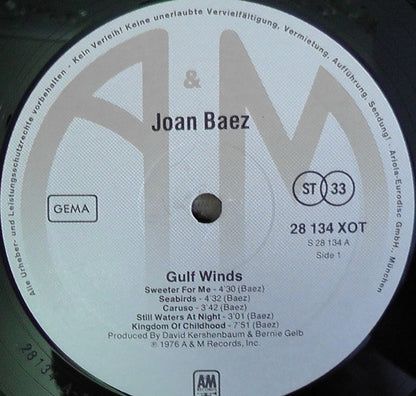 Alle Urheber- und Leistungsschutzrechte vorbehalten - Kein Verleih! Keine unerlaubte Vervielfältigung, Vermietung, Aufführung, Sendung! - Ariola-Eurodisc GmbH., München
A & M
Joan Baez
GEMA
ST 33
28 134 XOT
S 28 134 A
Side 1
Gulf Winds
Sweeter For Me - 4'30 (Baez)
Seabirds - 4'32 (Baez)
Caruso - 3'42 (Baez)
Still Waters At Night - 3'01 (Baez)
Kingdom Of Childhood - 7'51 (Baez)
Produced By David Kershenbaum & Bernie Gelb
℗ 1976 A & M Records, Inc.
AM
RECORDS
28134